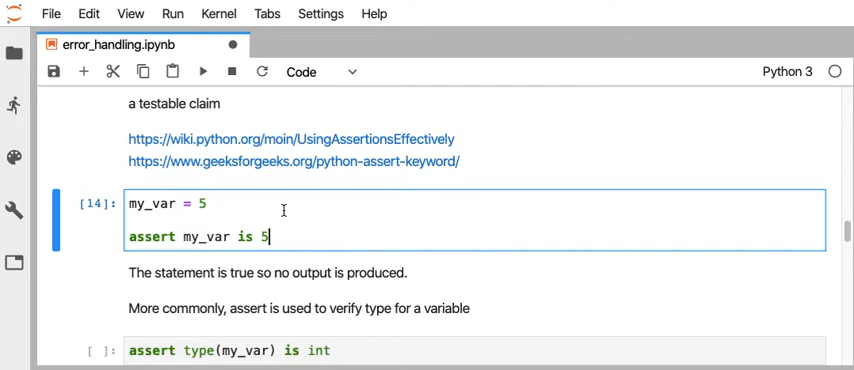 File Edit View Run Kernel Tabs Settings Help
error_handling.ipynb
Code
Python 3
a testable claim
https://wiki.python.org/moin/UsingAssertionsEffectively
https://www.geeksforgeeks.org/python-assert-keyword/
[14]: my_var = 5
assert my_var is 5
The statement is true so no output is produced.
More commonly, assert is used to verify type for a variable
[ ]: assert type(my_var) is int